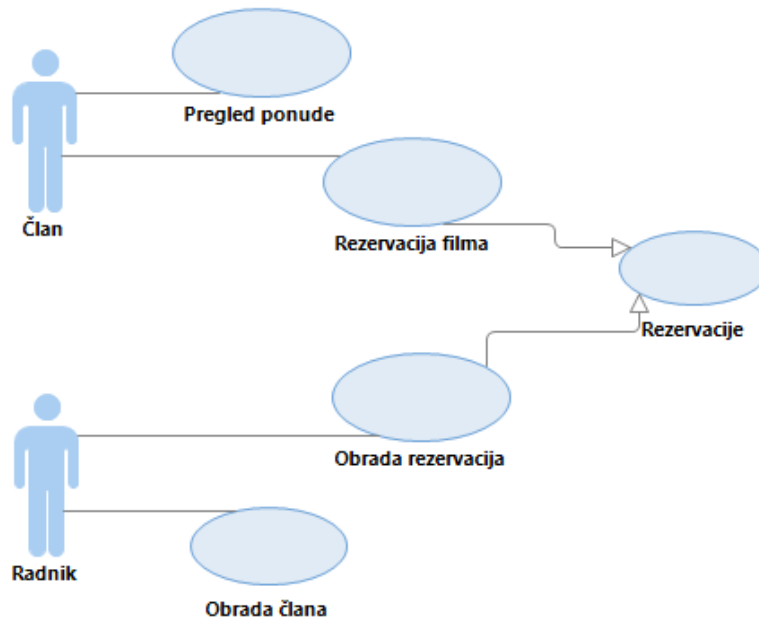 Pregled ponude
Član
Rezervacija filma
Rezervacije
Obrada rezervacija
Radnik
Obrada člana